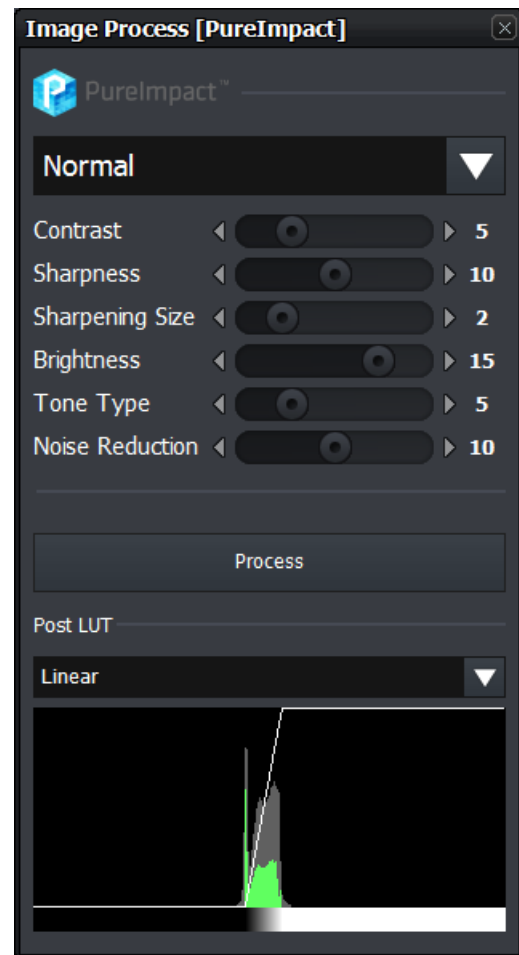 Image Process [PureImpact]
PureImpact™
Normal
Contrast 5
Sharpness 10
Sharpening Size 2
Brightness 15
Tone Type 5
Noise Reduction 10
Process
Post LUT
Linear